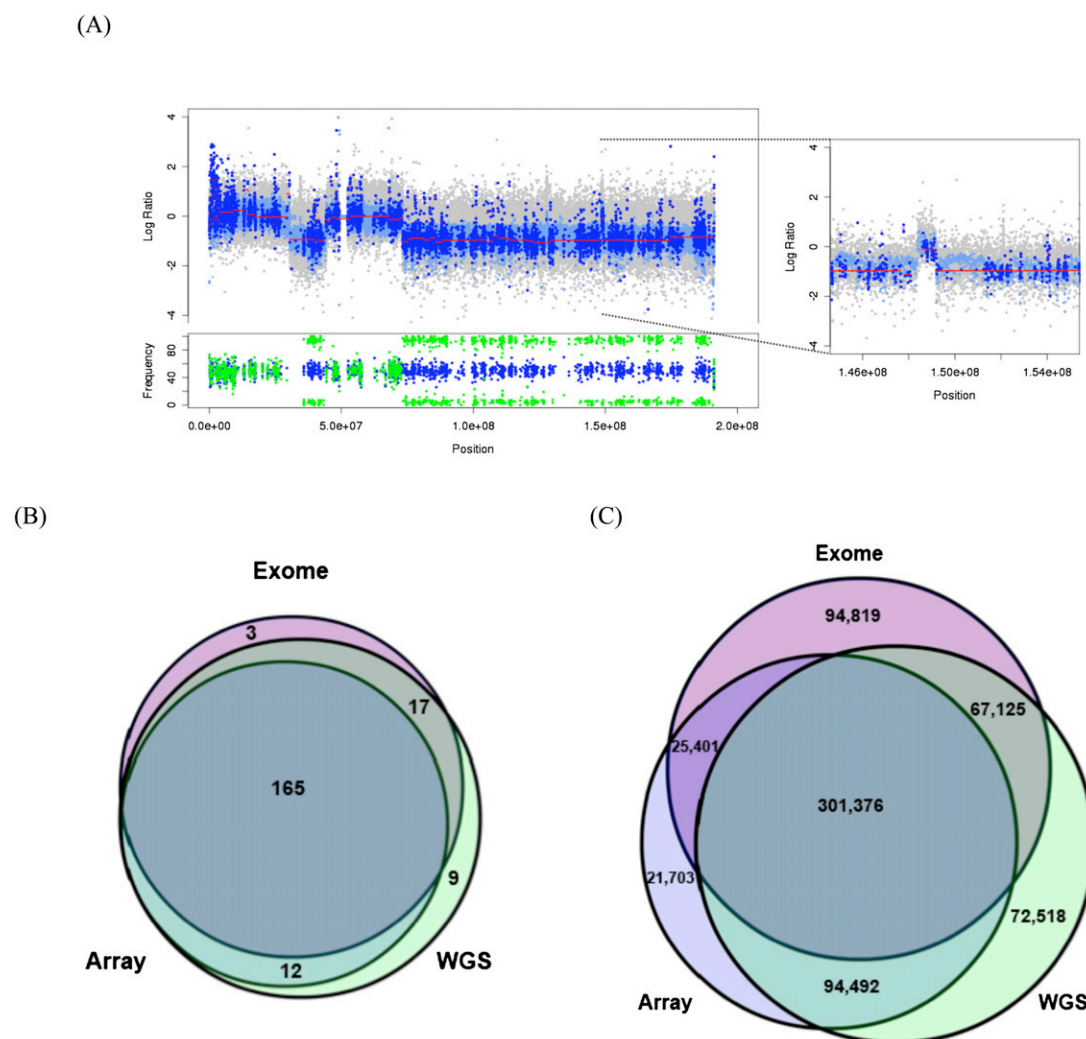 (A)
4
2
0
-2
-4
Log Ratio
80
40
0
Frequency
0.0e+00 5.0e+07 1.0e+08 1.5e+08 2.0e+08
Position
4
2
0
-2
-4
Log Ratio
1.46e+08 1.50e+08 1.54e+08
Position
(B)
Exome
3
17
165
9
12
Array
WGS
(C)
Exome
94,819
67,125
25,401
301,376
21,703
72,518
94,492
Array
WGS